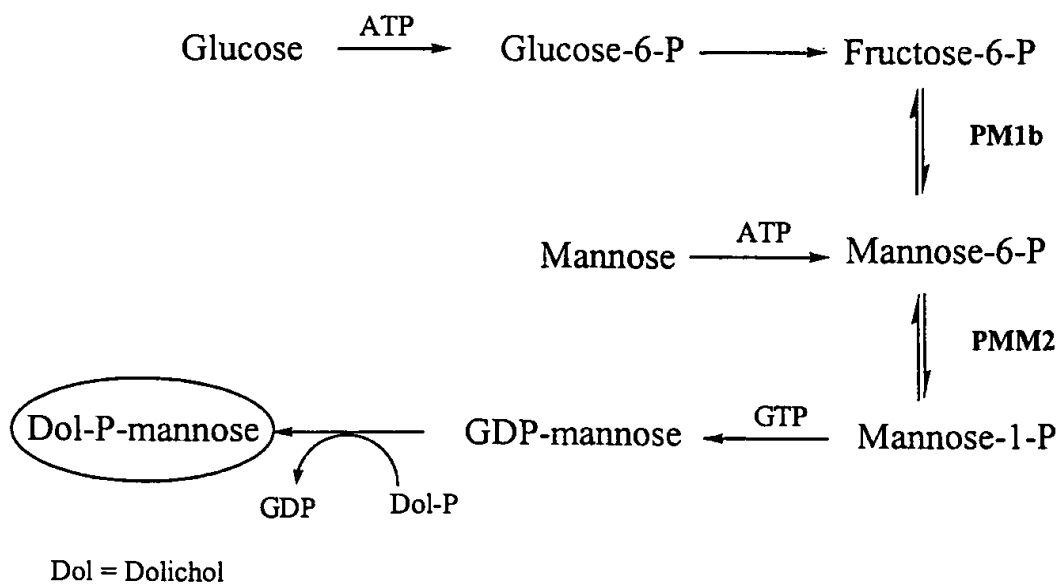 ATP
Glucose Glucose-6-P Fructose-6-P
PM1b
ATP
Mannose Mannose-6-P
PMM2
GTP
Dol-P-mannose GDP-mannose Mannose-1-P
GDP Dol-P
Dol = Dolichol